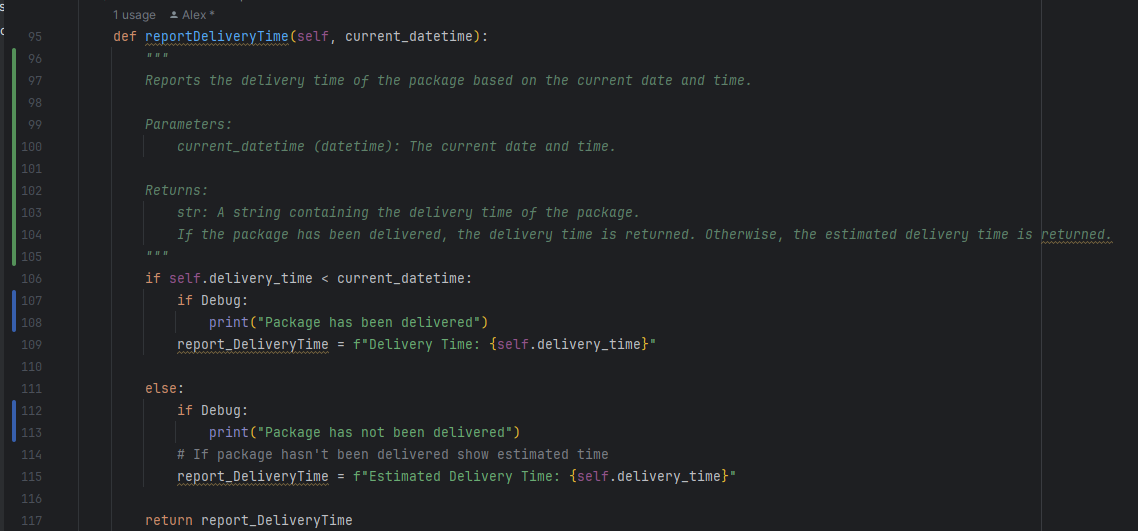 1 usage Alex *
95 def reportDeliveryTime(self, current_datetime):
96 """
97 Reports the delivery time of the package based on the current date and time.
98
99 Parameters:
100 current_datetime (datetime): The current date and time.
101
102 Returns:
103 str: A string containing the delivery time of the package.
104 If the package has been delivered, the delivery time is returned. Otherwise, the estimated delivery time is returned.
105 """
106 if self.delivery_time < current_datetime:
107 if Debug:
108 print("Package has been delivered")
109 report_DeliveryTime = f"Delivery Time: {self.delivery_time}"
110
111 else:
112 if Debug:
113 print("Package has not been delivered")
114 # If package hasn't been delivered show estimated time
115 report_DeliveryTime = f"Estimated Delivery Time: {self.delivery_time}"
116
117 return report_DeliveryTime